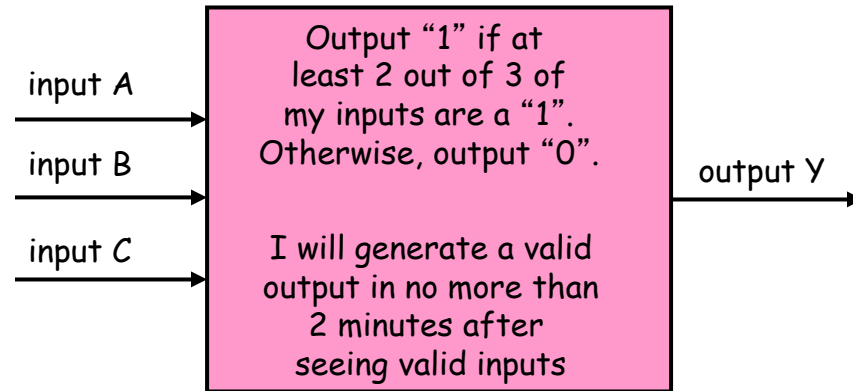 input A
input B
input C
Output “1” if at
least 2 out of 3 of
my inputs are a “1”.
Otherwise, output “0”.
I will generate a valid
output in no more than
2 minutes after
seeing valid inputs
output Y